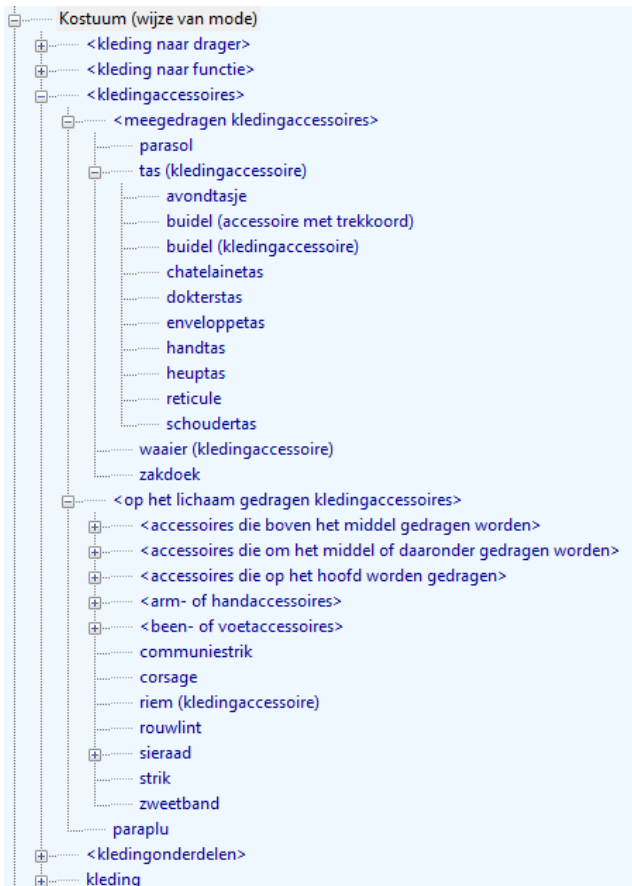 Kostuum (wijze van mode)
<kleding naar drager>
<kleding naar functie>
<kledingaccessoires>
<meegedragen kledingaccessoires>
parasol
tas (kledingaccessoire)
avondtasje
buidel (accessoire met trekkoord)
buidel (kledingaccessoire)
chatelainetas
dokterstas
enveloppetas
handtas
heuptas
reticule
schoudertas
waaier (kledingaccessoire)
zakdoek
<op het lichaam gedragen kledingaccessoires>
<accessoires die boven het middel gedragen worden>
<accessoires die om het middel of daaronder gedragen worden>
<accessoires die op het hoofd worden gedragen>
<arm- of handaccessoires>
<been- of voetaccessoires>
communiestrik
corsage
riem (kledingaccessoire)
rouwlint
sieraad
strik
zweetband
paraplu
<kledingonderdelen>
kleding